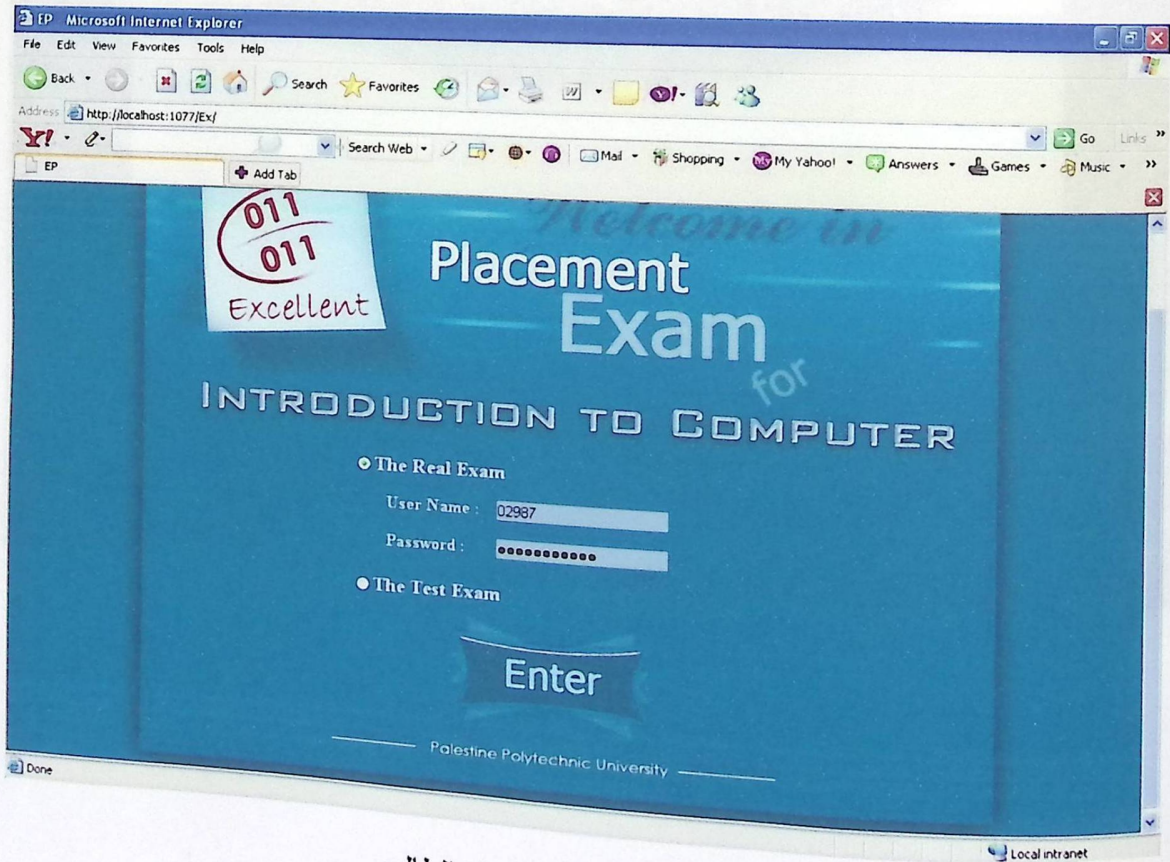 EP Microsoft Internet Explorer
File Edit View Favorites Tools Help
Back Search Favorites
Address http://localhost:1077/Ex/ Go Links »
Y! Search Web Mail Shopping My Yahoo! Answers Games Music »
EP Add Tab
Welcome in
011
011
Excellent
Placement
Exam
for
INTRODUCTION TO COMPUTER
The Real Exam
User Name : 02987
Password : •••••••••••
The Test Exam
Enter
Palestine Polytechnic University
Done
Local intranet